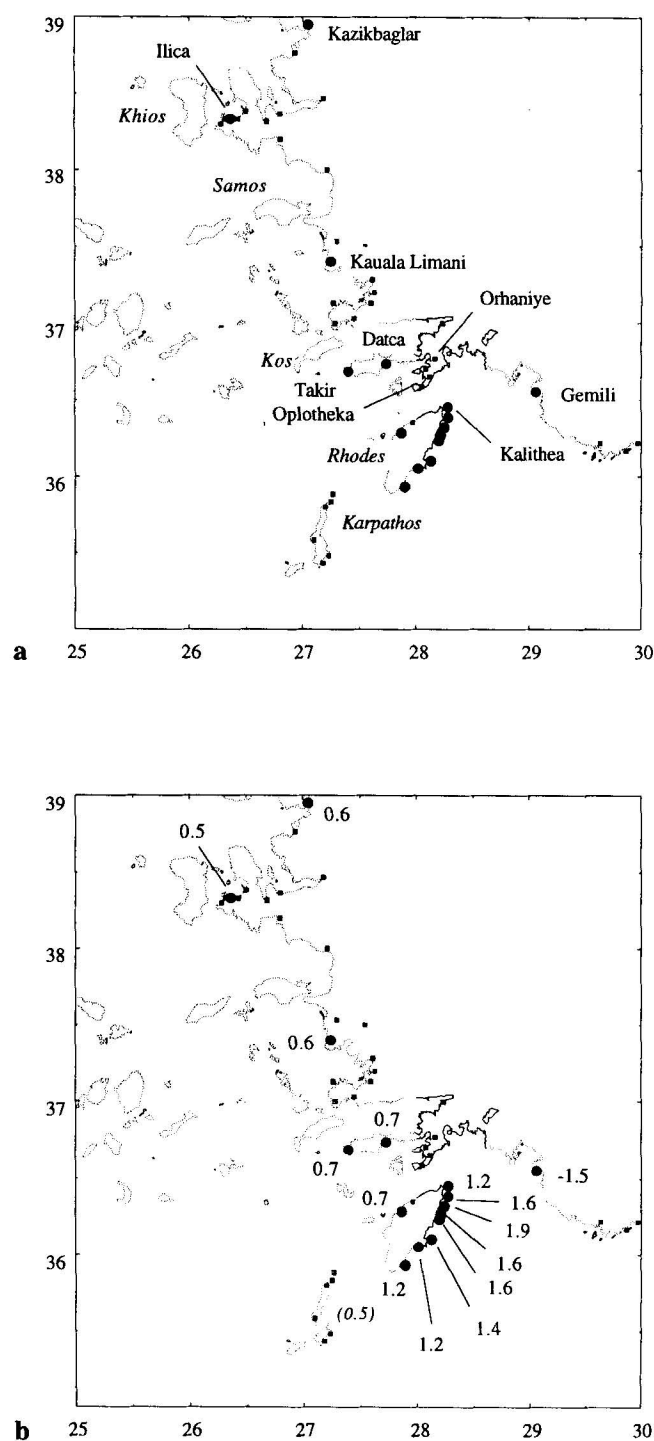 39
Kazikbaglar
Ilica
Khios
38
Samos
Kauala Limani
Orhaniye
37
Datca
Kos
Takir
Oplotheka
Gemili
Rhodes
Kalithea
36
Karpathos
a
25 26 27 28 29 30
39
0.5
0.6
38
0.6
37
0.7
0.7
-1.5
0.7
1.2
1.6
1.9
36
1.6
1.2
1.6
(0.5)
1.4
1.2
b
25 26 27 28 29 30